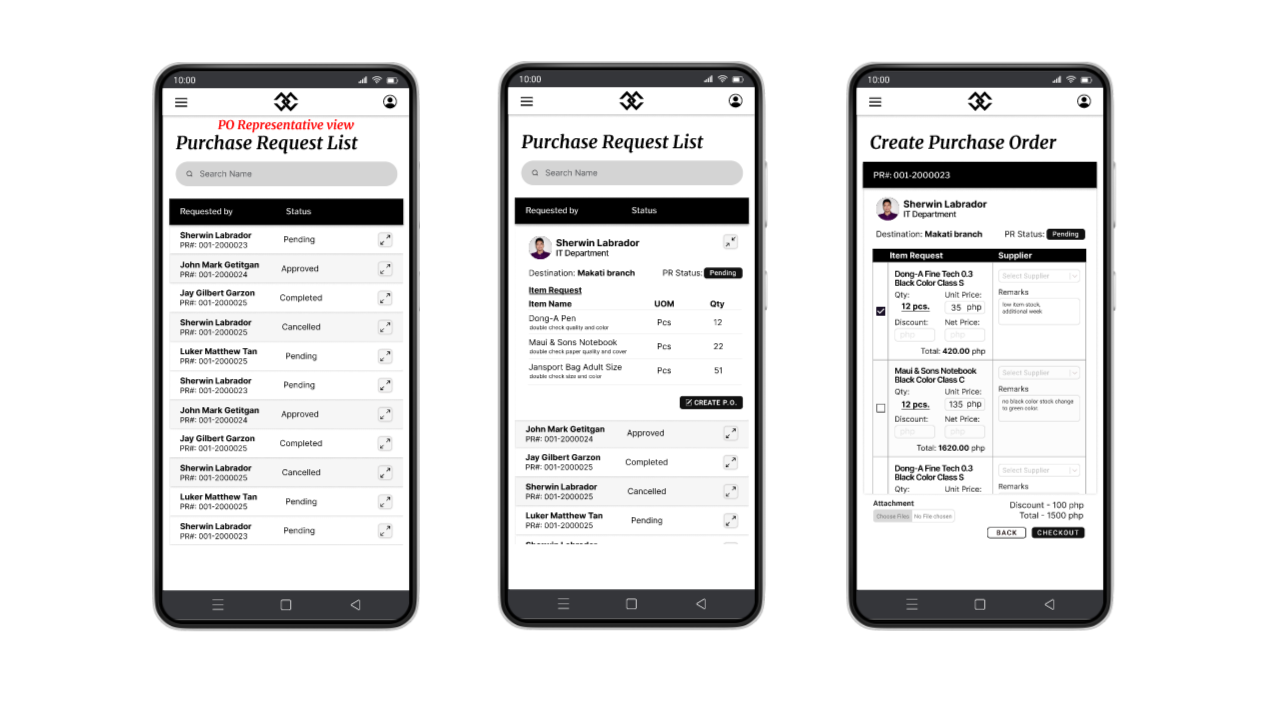 10:00
PO Representative view
Purchase Request List
Search Name
Requested by Status
Sherwin Labrador
PR#: 001-2000023
Pending
John Mark Getitgan
PR#: 001-2000024
Approved
Jay Gilbert Garzon
PR#: 001-2000025
Completed
Sherwin Labrador
PR#: 001-2000025
Cancelled
Luker Matthew Tan
PR#: 001-2000025
Pending
Sherwin Labrador
PR#: 001-2000023
Pending
John Mark Getitgan
PR#: 001-2000024
Approved
Jay Gilbert Garzon
PR#: 001-2000025
Completed
Sherwin Labrador
PR#: 001-2000025
Cancelled
Luker Matthew Tan
PR#: 001-2000025
Pending
Sherwin Labrador
PR#: 001-2000023
Pending
10:00
Purchase Request List
Search Name
Requested by Status
Sherwin Labrador
IT Department
Destination: Makati branch PR Status: Pending
Item Request
Item Name UOM Qty
Dong-A Pen
double check quality and color
Pcs 12
Maui & Sons Notebook
double check paper quality and cover
Pcs 22
Jansport Bag Adult Size
double check size and color
Pcs 51
CREATE P.O.
John Mark Getitgan
PR#: 001-2000024
Approved
Jay Gilbert Garzon
PR#: 001-2000025
Completed
Sherwin Labrador
PR#: 001-2000025
Cancelled
Luker Matthew Tan
PR#: 001-2000025
Pending
10:00
Create Purchase Order
PR#: 001-2000023
Sherwin Labrador
IT Department
Destination: Makati branch PR Status: Pending
Item Request Supplier
Dong-A Fine Tech 0.3
Black Color Class S
Qty: Unit Price:
12 pcs. 35 php
Discount: Net Price:
php php
Total: 420.00 php
Select Supplier
Remarks
low item stock,
additional week
Maui & Sons Notebook
Black Color Class C
Qty: Unit Price:
12 pcs. 135 php
Discount: Net Price:
php php
Total: 1620.00 php
Select Supplier
Remarks
no black color stock change
to green color.
Dong-A Fine Tech 0.3
Black Color Class S
Qty: Unit Price:
Select Supplier
Remarks
Attachment
Choose Files No File chosen
Discount - 100 php
Total - 1500 php
BACK CHECKOUT